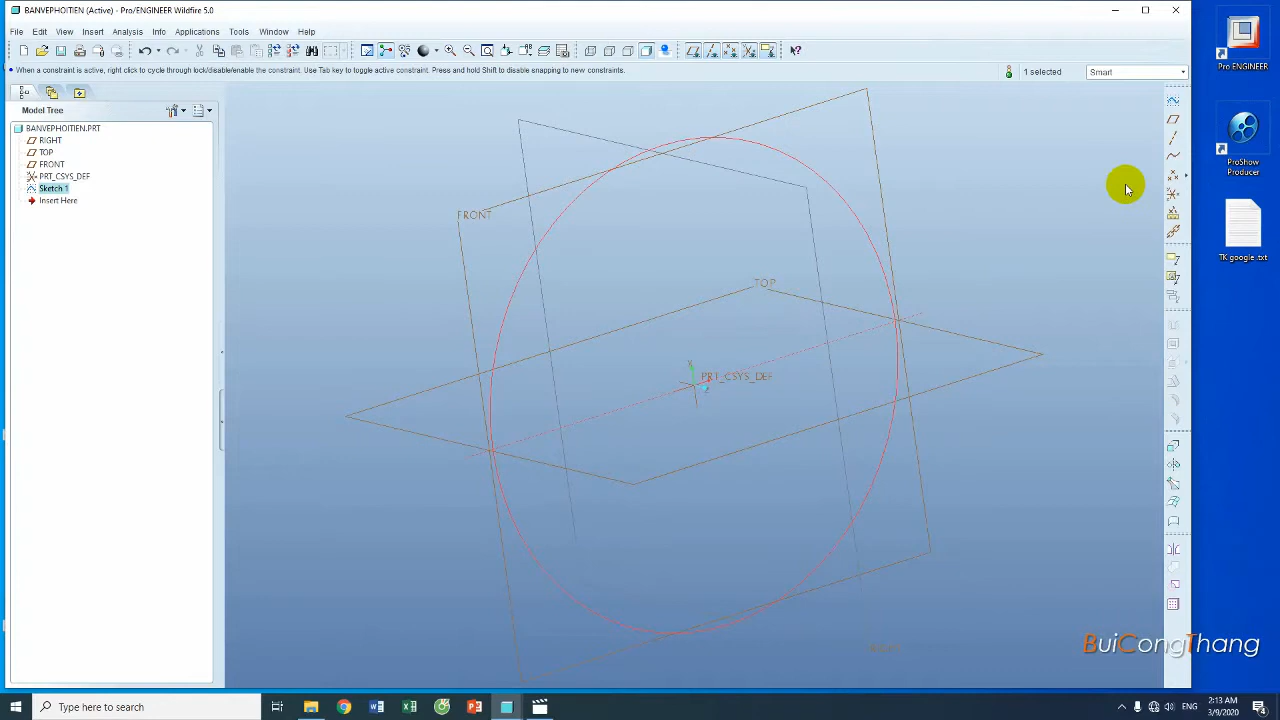 BANVEPHOITIEN (Active) - Pro/ENGINEER Wildfire 5.0
File Edit View Insert Analysis Info Applications Tools Window Help
When a constraint is active, right click to cycle through lock/disable/enable the constraint. Use Tab key to toggle active constraint. Press and hold Shift to disable snapping to new constraints.
1 selected
Smart
Model Tree
BANVEPHOITIEN.PRT
RIGHT
TOP
FRONT
PRT_CSYS_DEF
Sketch 1
Insert Here
FRONT
TOP
Y
PRT_CSYS_DEF
Z
Pro ENGINEER
ProShow
Producer
TK google .txt
BuiCongThang
Type here to search
2:13 AM
3/9/2020
4